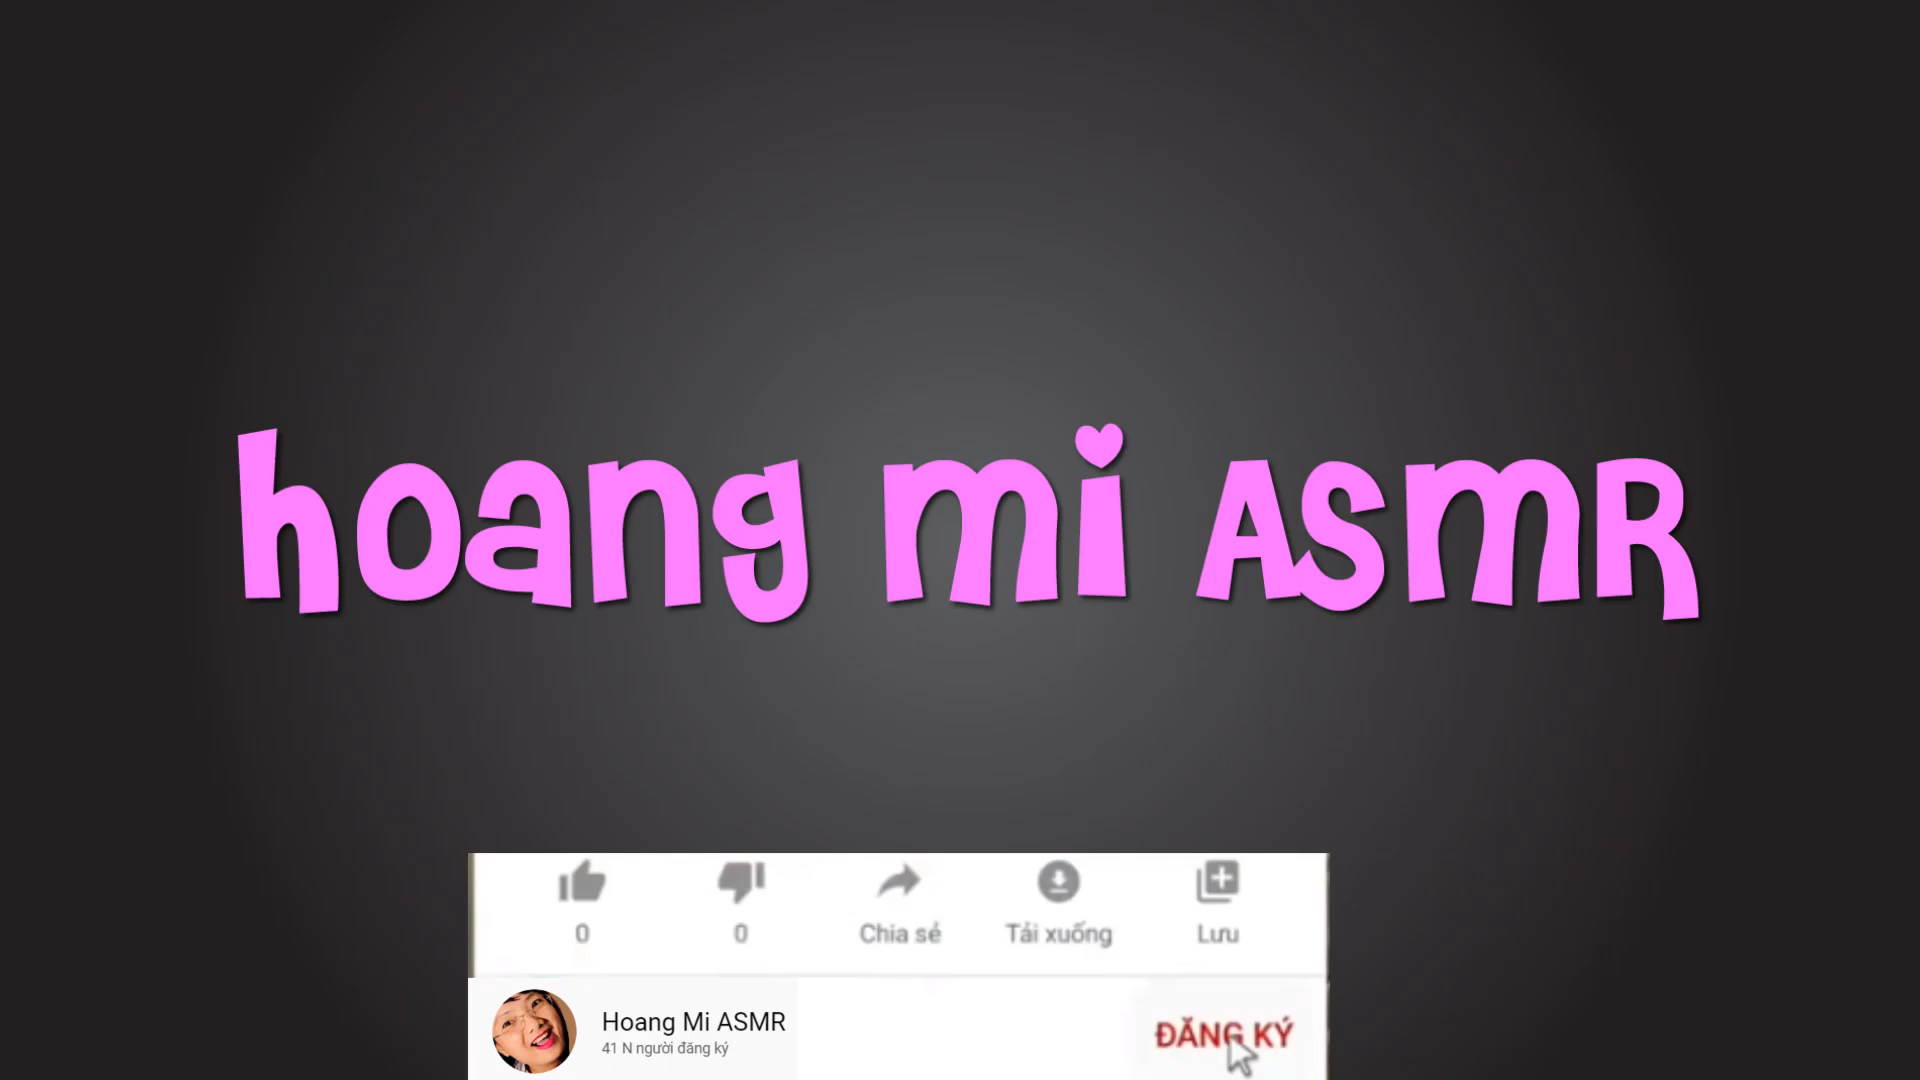 hoang mi ASMR
0 0 Chia sẻ Tải xuống Lưu
Hoang Mi ASMR
41 N người đăng ký
ĐĂNG KÝ